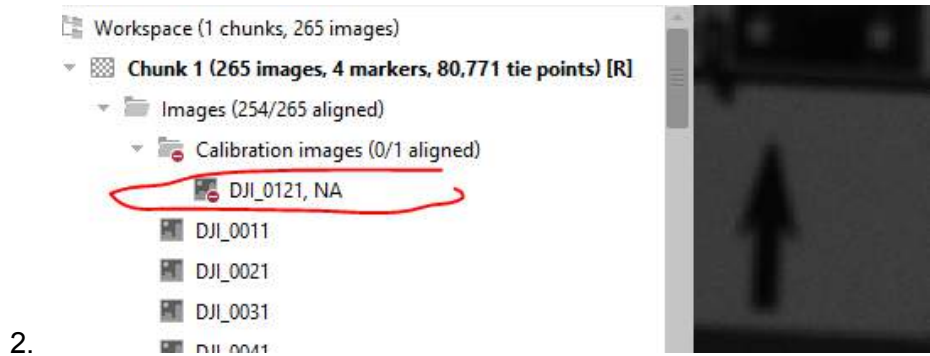 Workspace (1 chunks, 265 images)
Chunk 1 (265 images, 4 markers, 80,771 tie points) [R]
Images (254/265 aligned)
Calibration images (0/1 aligned)
DJI_0121, NA
DJI_0011
DJI_0021
DJI_0031
DJI_0041
2.